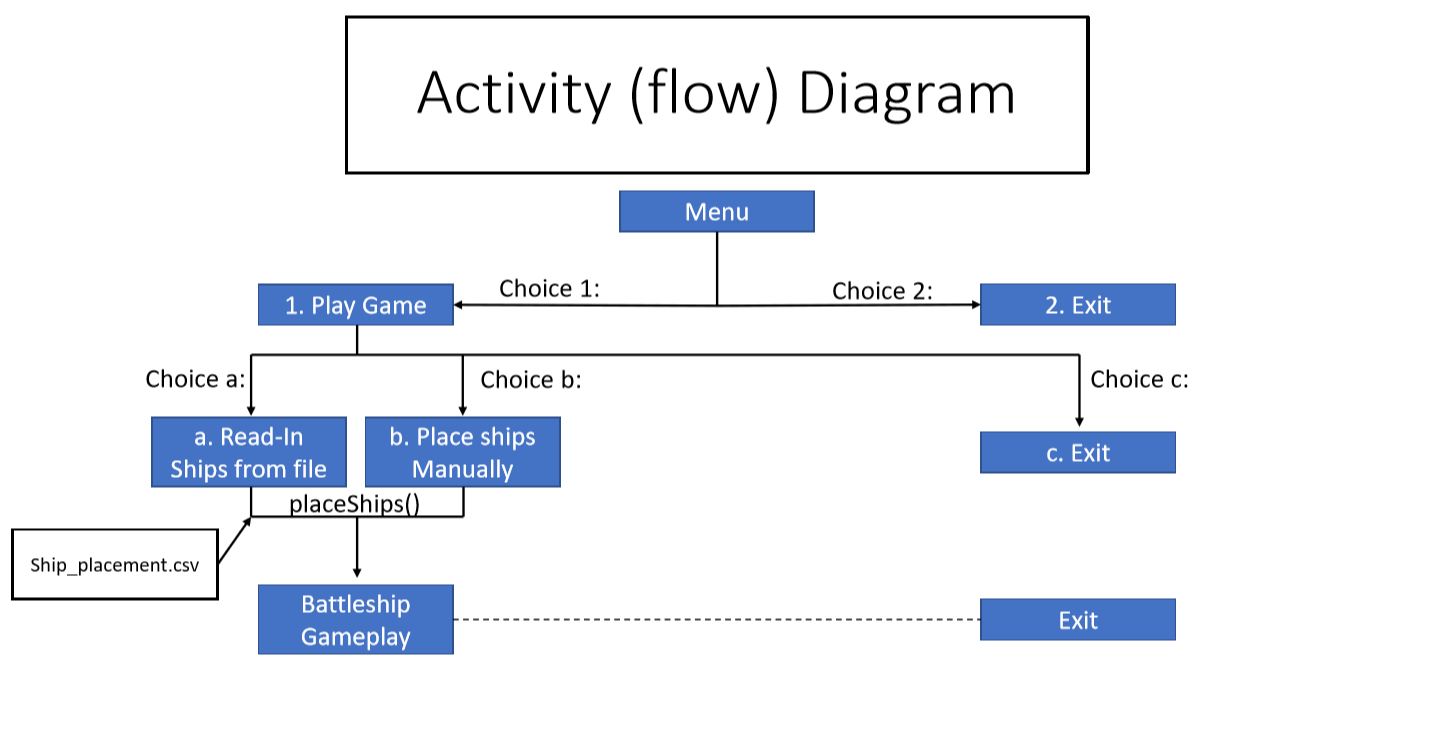 Activity (flow) Diagram
Menu
Choice 1:
Choice 2:
1. Play Game
2. Exit
Choice a:
Choice b:
Choice c:
a. Read-In
Ships from file
b. Place ships
Manually
c. Exit
placeShips()
Ship_placement.csv
Battleship
Gameplay
Exit